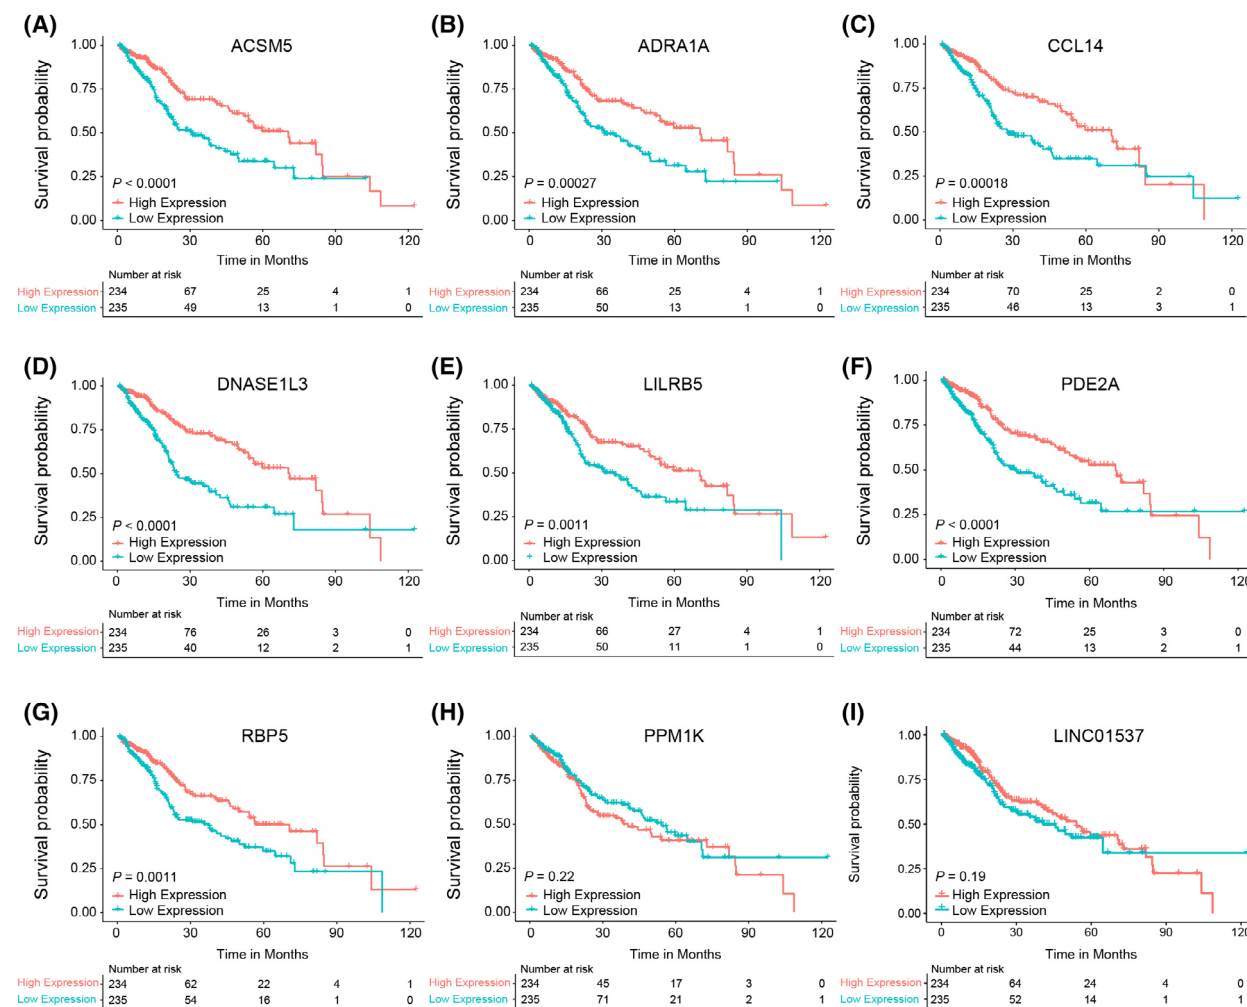 (A) ACSM5
1.00
0.75
0.50
0.25
0.00
Survival probability
P < 0.0001
High Expression
Low Expression
0 30 60 90 120
Time in Months
Number at risk
High Expression 234 67 25 4 1
Low Expression 235 49 13 1 0
(B) ADRA1A
1.00
0.75
0.50
0.25
0.00
Survival probability
P = 0.00027
High Expression
Low Expression
0 30 60 90 120
Time in Months
Number at risk
High Expression 234 66 25 4 1
Low Expression 235 50 13 1 0
(C) CCL14
1.00
0.75
0.50
0.25
0.00
Survival probability
P = 0.00018
High Expression
Low Expression
0 30 60 90 120
Time in Months
Number at risk
High Expression 234 70 25 2 0
Low Expression 235 46 13 3 1
(D) DNASE1L3
1.00
0.75
0.50
0.25
0.00
Survival probability
P < 0.0001
High Expression
Low Expression
0 30 60 90 120
Time in Months
Number at risk
High Expression 234 76 26 3 0
Low Expression 235 40 12 2 1
(E) LILRB5
1.00
0.75
0.50
0.25
0.00
Survival probability
P = 0.0011
High Expression
Low Expression
0 30 60 90 120
Time in Months
Number at risk
High Expression 234 66 27 4 1
Low Expression 235 50 11 1 0
(F) PDE2A
1.00
0.75
0.50
0.25
0.00
Survival probability
P < 0.0001
High Expression
Low Expression
0 30 60 90 120
Time in Months
Number at risk
High Expression 234 72 25 3 0
Low Expression 235 44 13 2 1
(G) RBP5
1.00
0.75
0.50
0.25
0.00
Survival probability
P = 0.0011
High Expression
Low Expression
0 30 60 90 120
Time in Months
Number at risk
High Expression 234 62 22 4 1
Low Expression 235 54 16 1 0
(H) PPM1K
1.00
0.75
0.50
0.25
0.00
Survival probability
P = 0.22
High Expression
Low Expression
0 30 60 90 120
Time in Months
Number at risk
High Expression 234 45 17 3 0
Low Expression 235 71 21 2 1
(I) LINC01537
1.00
0.75
0.50
0.25
0.00
Survival probability
P = 0.19
High Expression
Low Expression
0 30 60 90 120
Time in Months
Number at risk
High Expression 234 64 24 4 0
Low Expression 235 52 14 1 1